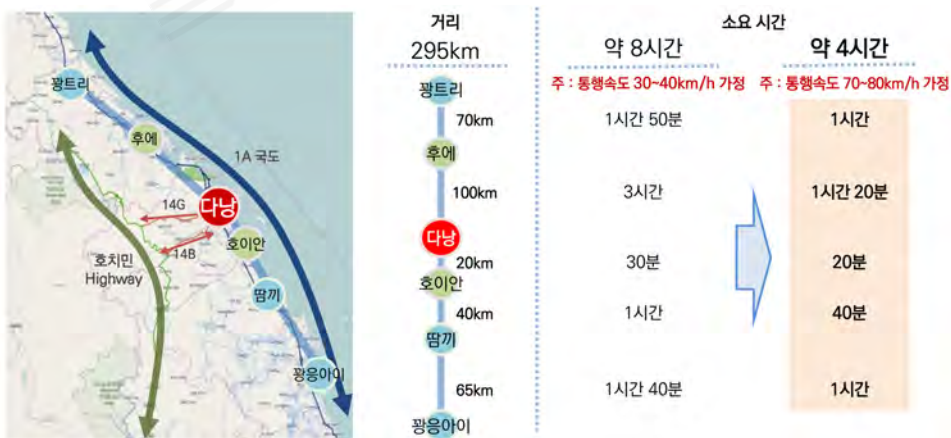 꽝트리
후에
1A 국도
14G
다낭
호이안
14B
호치민
Highway
땀끼
꽝응아이
거리
295km
꽝트리
70km
후에
100km
다낭
20km
호이안
40km
땀끼
65km
꽝응아이
소요 시간
약 8시간
약 4시간
주 : 통행속도 30~40km/h 가정
주 : 통행속도 70~80km/h 가정
1시간 50분
1시간
3시간
1시간 20분
30분
20분
1시간
40분
1시간 40분
1시간